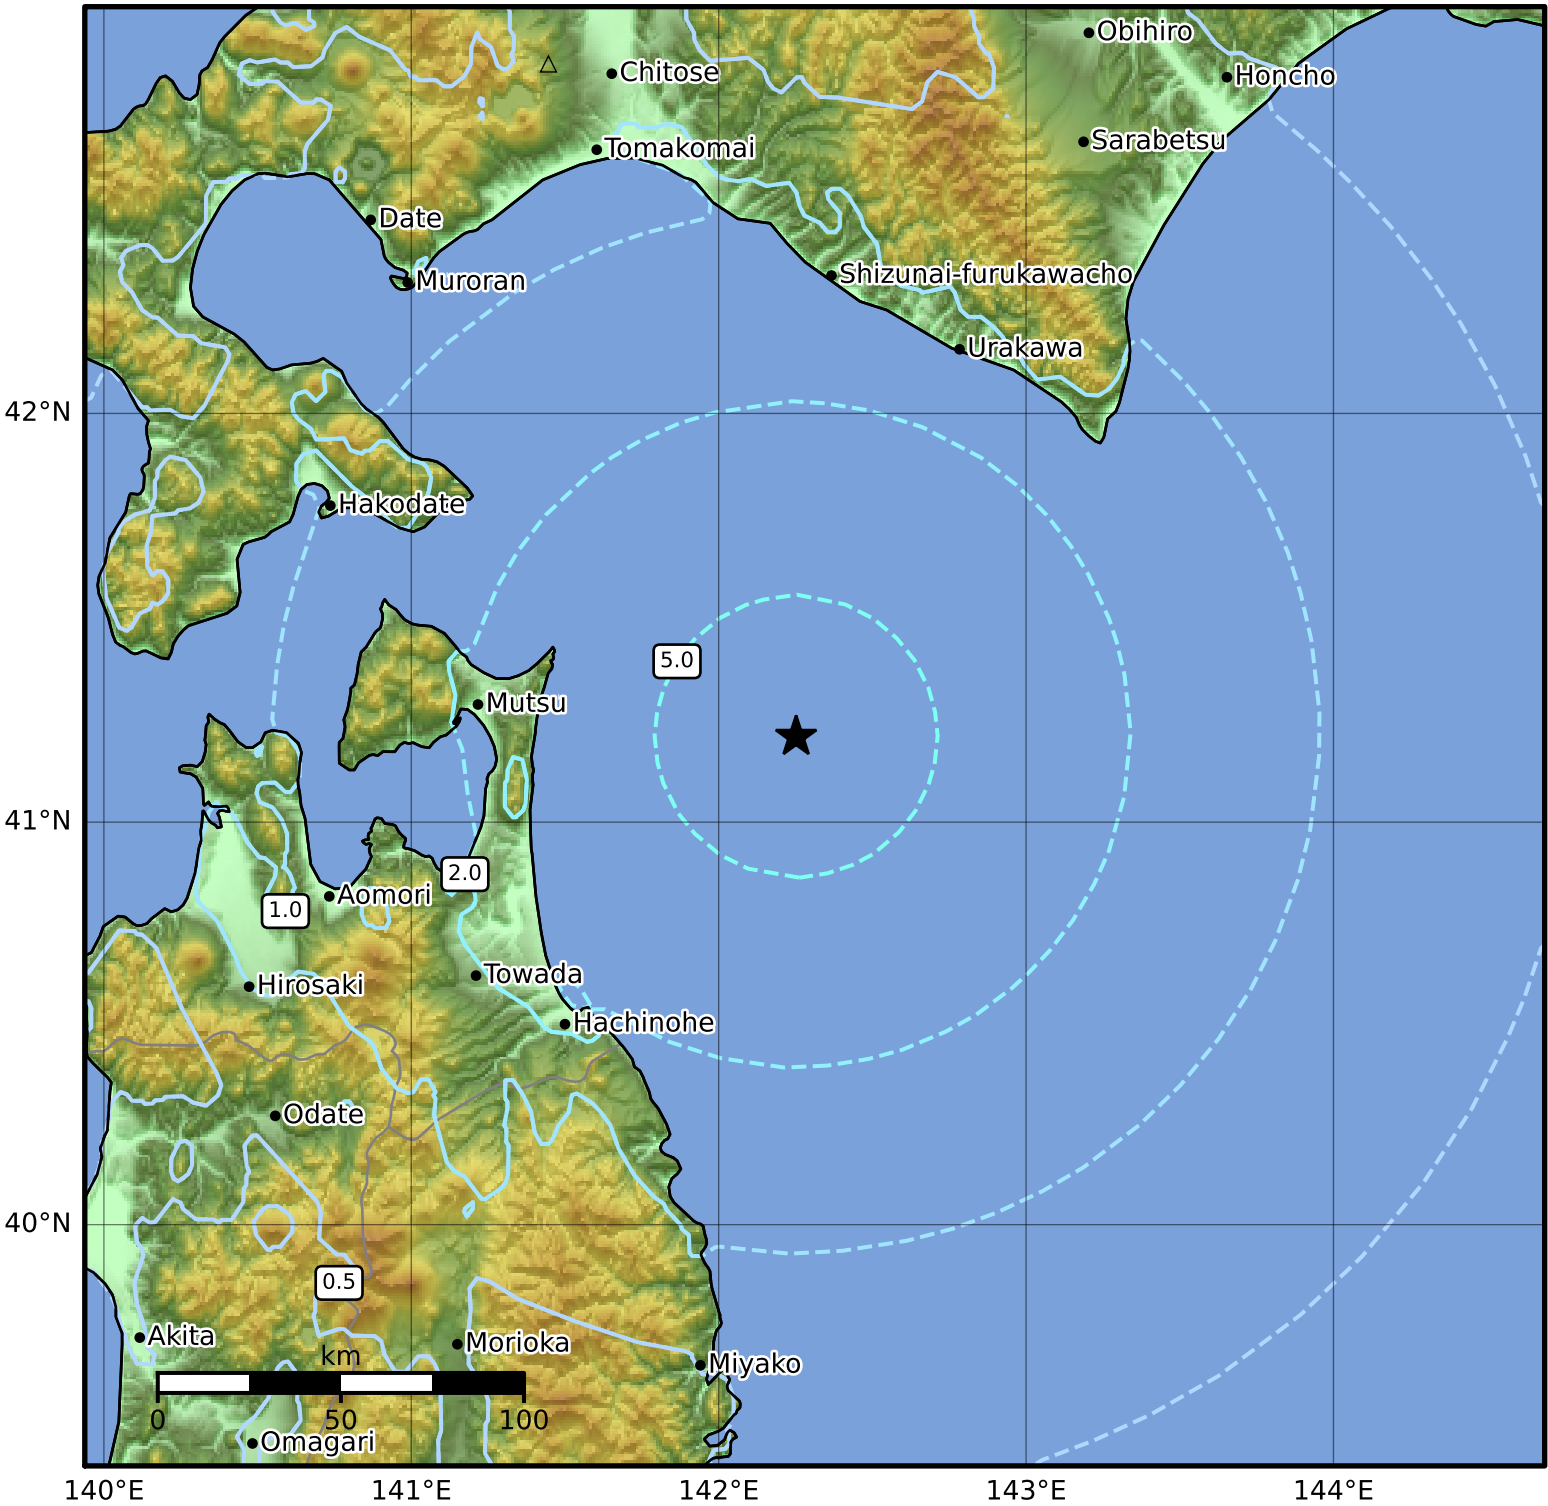 Obihiro
Chitose
Honcho
Sarabetsu
Tomakomai
Date
Shizunai-furukawacho
Muroran
Urakawa
42°N
Hakodate
5.0
Mutsu
41°N
2.0
Aomori
1.0
Towada
Hirosaki
Hachinohe
Odate
40°N
0.5
Akita
Morioka
km
Miyako
0 50 100
Omagari
140°E 141°E 142°E 143°E 144°E